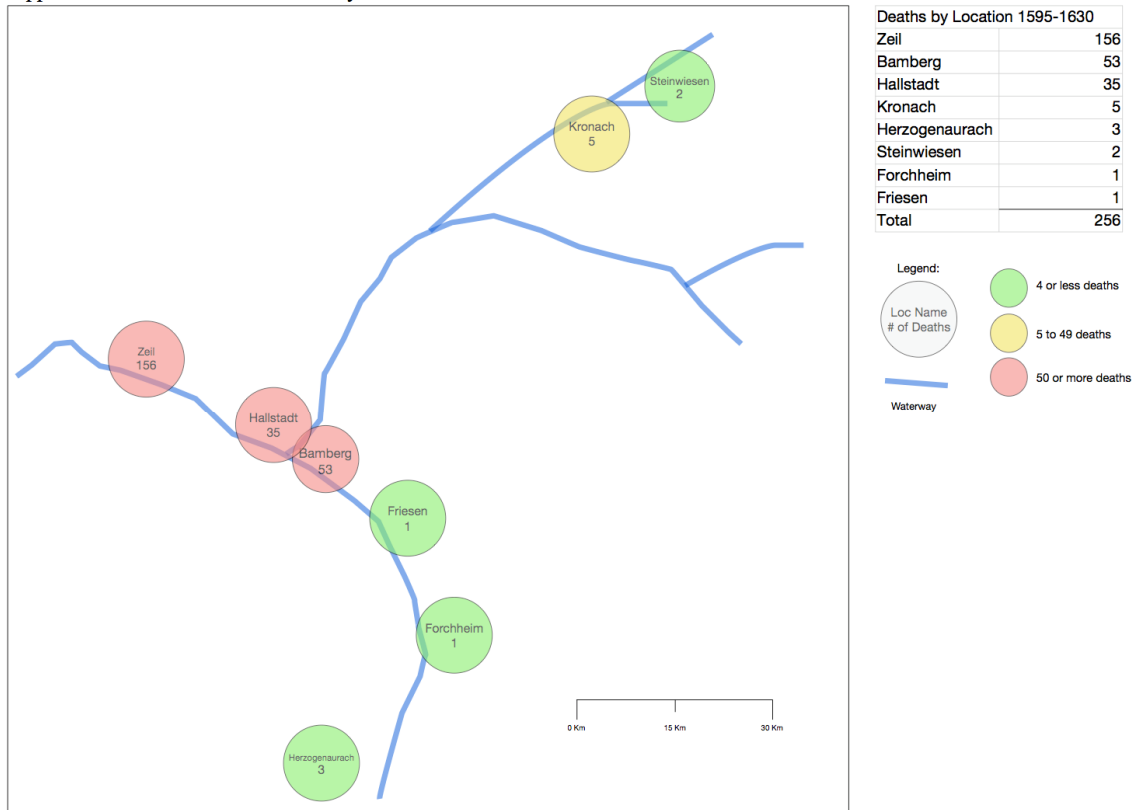 Steinwiesen
2
Kronach
5
Zeil
156
Hallstadt
35
Bamberg
53
Friesen
1
Forchheim
1
Herzogenaurach
3
0 Km 15 Km 30 Km
Deaths by Location 1595-1630
Zeil 156
Bamberg 53
Hallstadt 35
Kronach 5
Herzogenaurach 3
Steinwiesen 2
Forchheim 1
Friesen 1
Total 256
Legend:
Loc Name
# of Deaths
Waterway
4 or less deaths
5 to 49 deaths
50 or more deaths